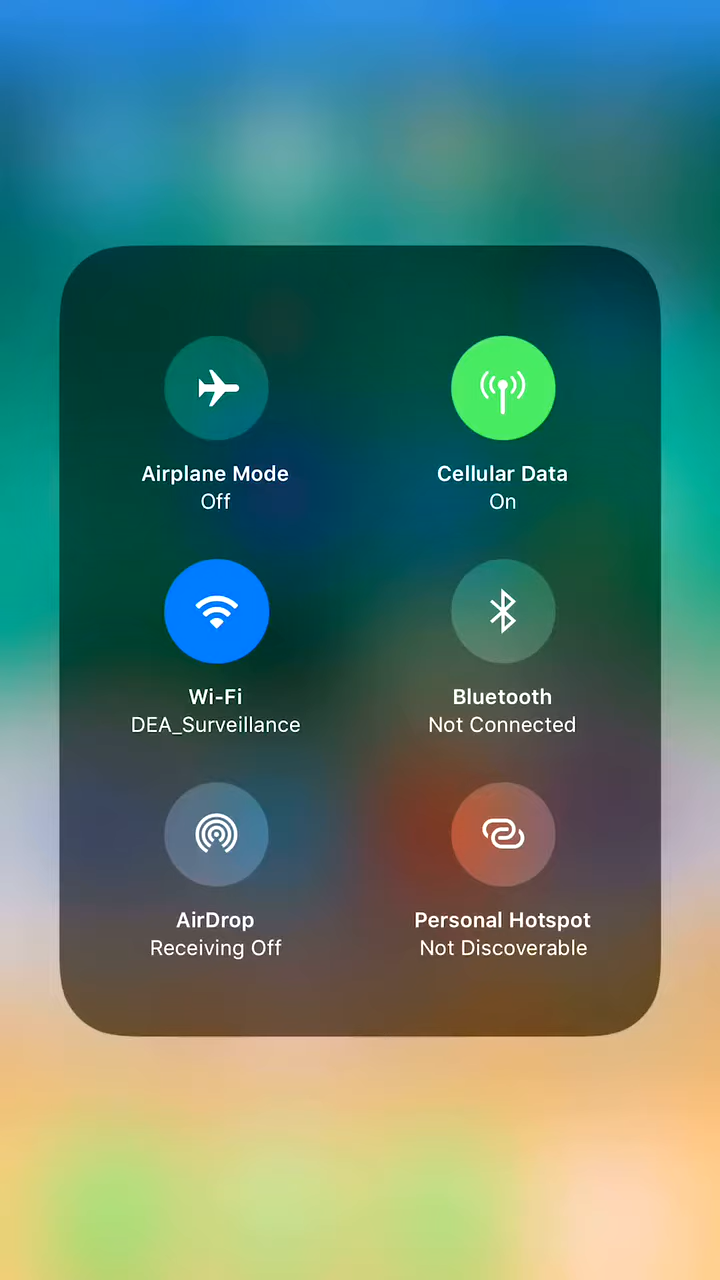 Airplane Mode
Off
Cellular Data
On
Wi-Fi
DEA_Surveillance
Bluetooth
Not Connected
AirDrop
Receiving Off
Personal Hotspot
Not Discoverable